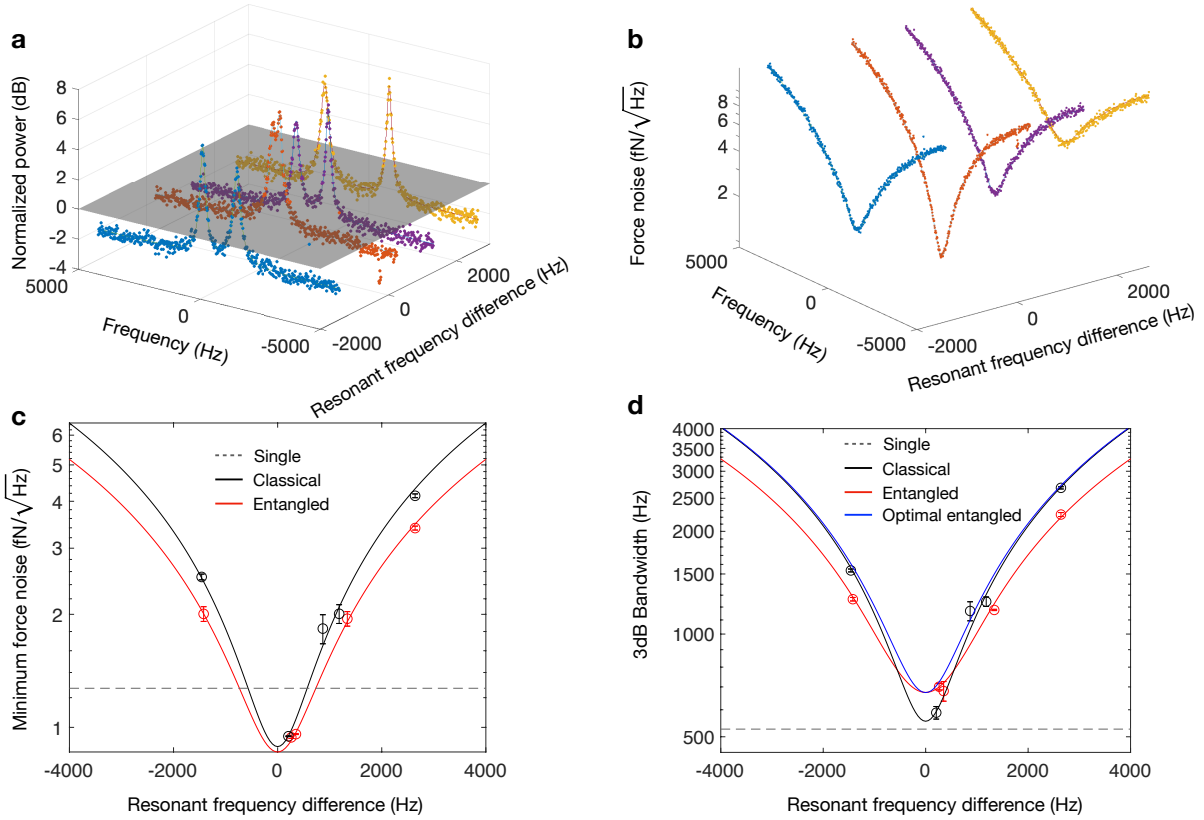 a
Normalized power (dB)
8
6
4
2
0
-2
-4
5000
0
-5000
Frequency (Hz)
-2000
0
2000
Resonant frequency difference (Hz)
b
Force noise (fN/√Hz)
8
6
4
2
5000
0
-5000
Frequency (Hz)
-2000
0
2000
Resonant frequency difference (Hz)
c
Minimum force noise (fN/√Hz)
6
5
4
3
2
1
Single
Classical
Entangled
-4000 -2000 0 2000 4000
Resonant frequency difference (Hz)
d
3dB Bandwidth (Hz)
4000
3000
2500
2000
1500
1000
500
Single
Classical
Entangled
Optimal entangled
-4000 -2000 0 2000 4000
Resonant frequency difference (Hz)